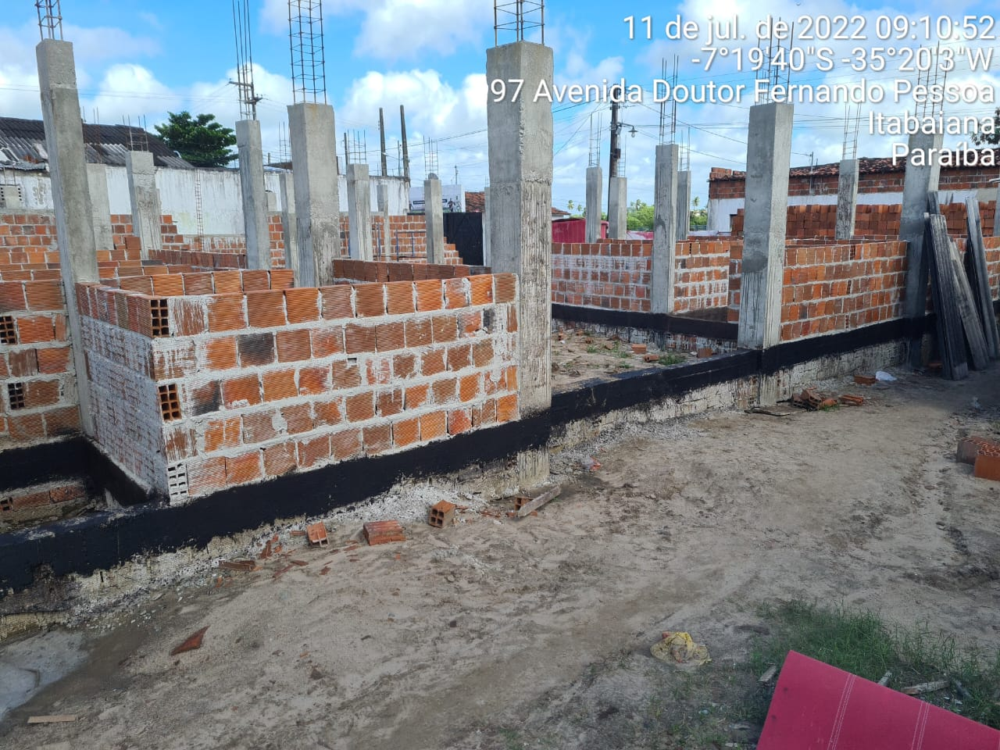 11 de jul. de 2022 09:10:52
-7°19'40"S -35°20'3"W
97 Avenida Doutor Fernando Pessoa
Itabaiana
Paraíba